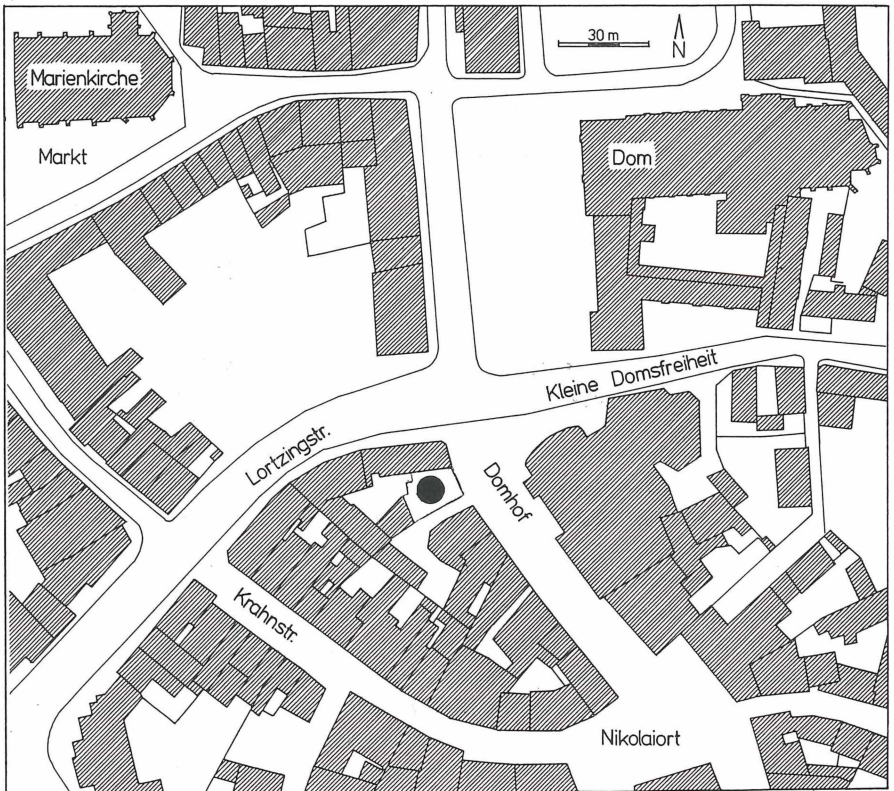 30 m
N
Marienkirche
Markt
Dom
Kleine Domsfreiheit
Lortzingstr.
Domhof
Krahnstr.
Nikolaiort